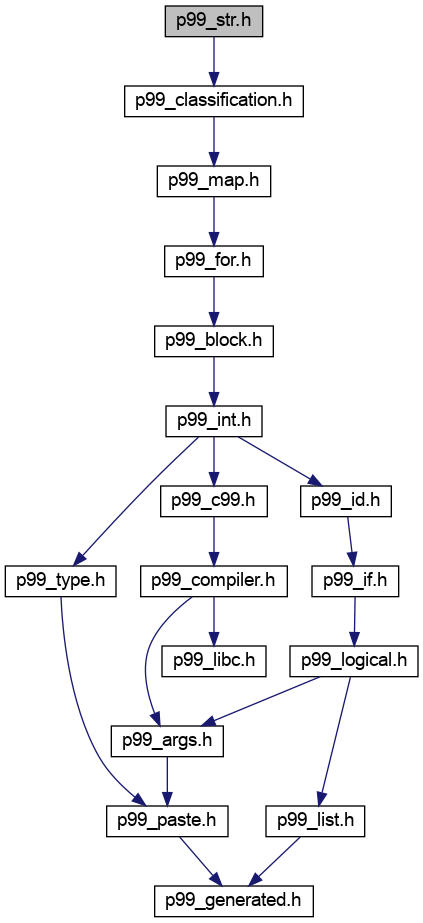 p99_str.h
p99_classification.h
p99_map.h
p99_for.h
p99_block.h
p99_int.h
p99_c99.h
p99_id.h
p99_type.h
p99_compiler.h
p99_if.h
p99_libc.h
p99_logical.h
p99_args.h
p99_paste.h
p99_list.h
p99_generated.h